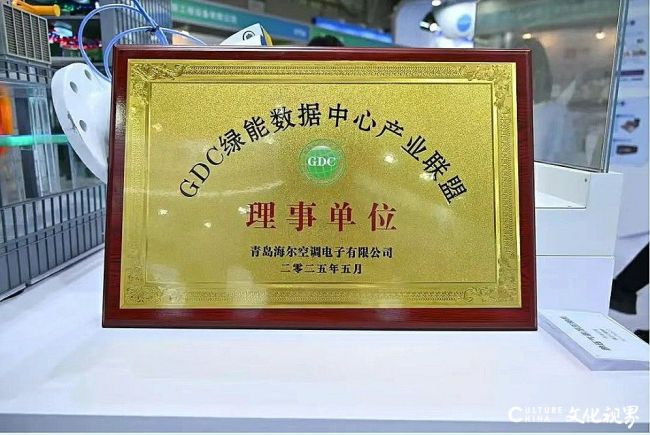 GDC绿能数据中心产业联盟
GDC
理事单位
青岛海尔空调电子有限公司
二零二五年五月
CULTURE
CHINA
文化视界